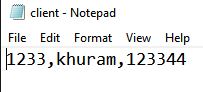 client - Notepad
File Edit Format View Help
1233,khuram,123344